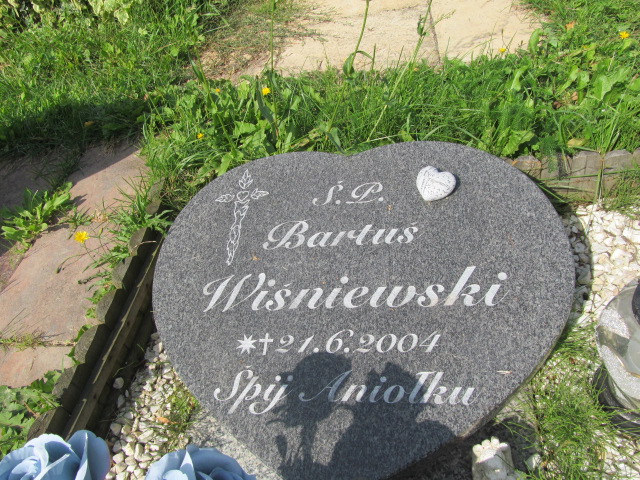 Ś.P.
Bartuś
Wiśniewski
✷†21.6.2004
Śpij Aniołku